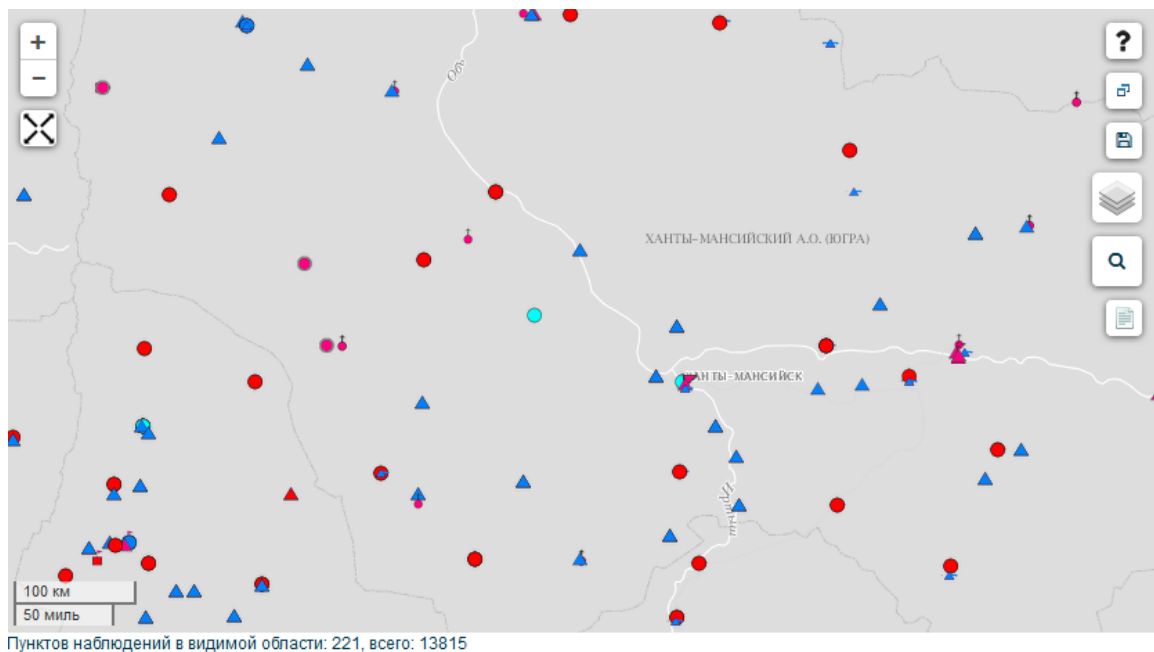 +
?
−
Обь
ХАНТЫ-МАНСИЙСКИЙ А.О. (ЮГРА)
ХАНТЫ-МАНСИЙСК
Иртыш
100 км
50 миль
Пунктов наблюдений в видимой области: 221, всего: 13815